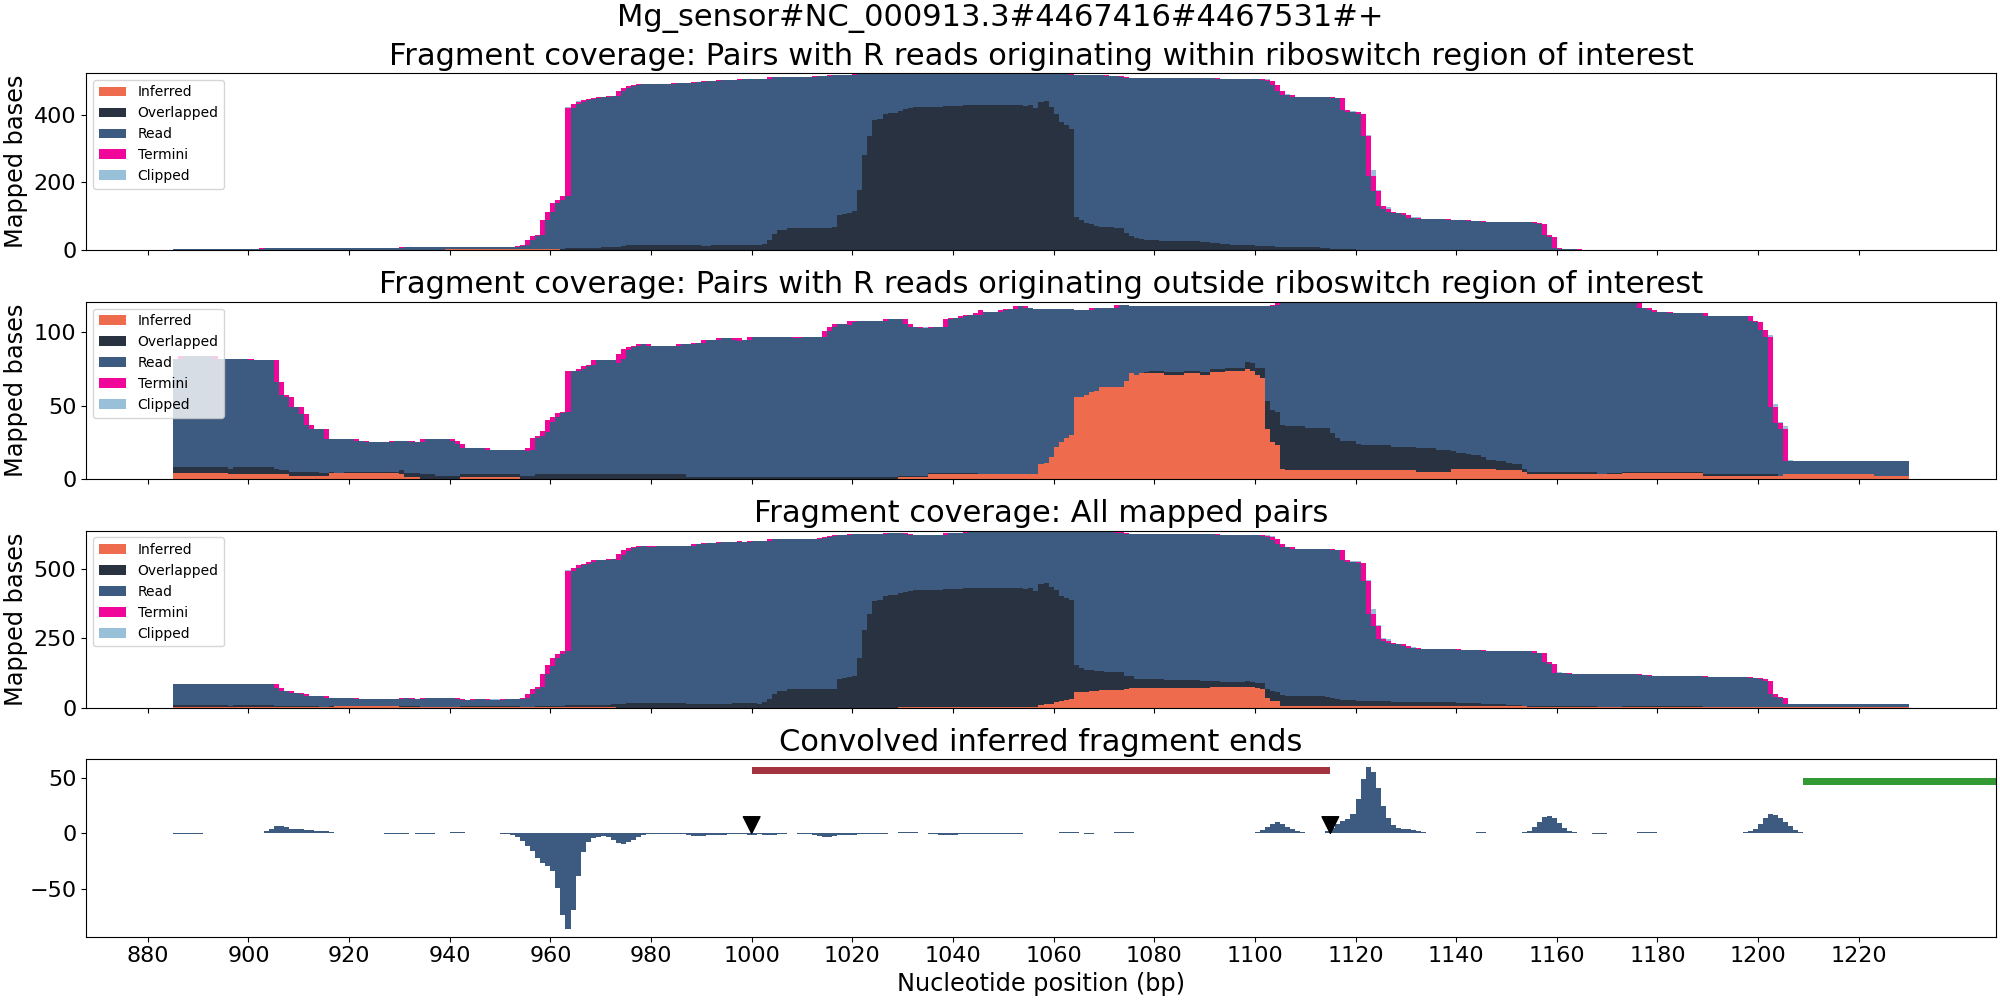 Mg_sensor#NC_000913.3#4467416#4467531#+
Fragment coverage: Pairs with R reads originating within riboswitch region of interest
Mapped bases
400
200
0
Inferred
Overlapped
Read
Termini
Clipped
Fragment coverage: Pairs with R reads originating outside riboswitch region of interest
Mapped bases
100
50
0
Inferred
Overlapped
Read
Termini
Clipped
Fragment coverage: All mapped pairs
Mapped bases
500
250
0
Inferred
Overlapped
Read
Termini
Clipped
Convolved inferred fragment ends
50
0
−50
880 900 920 940 960 980 1000 1020 1040 1060 1080 1100 1120 1140 1160 1180 1200 1220
Nucleotide position (bp)